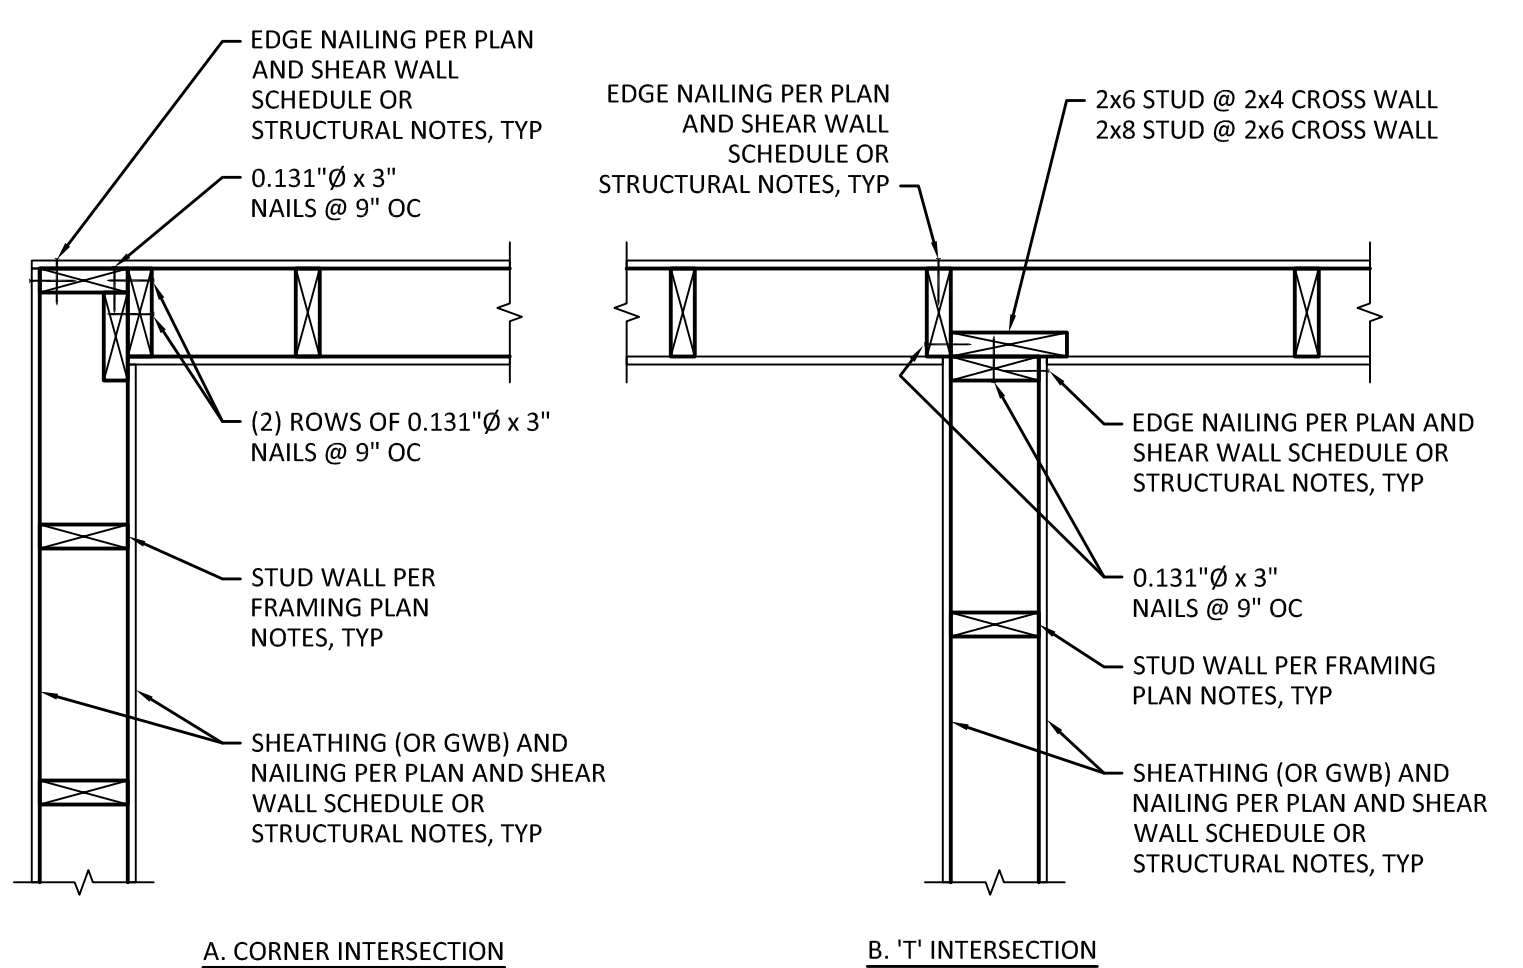 EDGE NAILING PER PLAN
AND SHEAR WALL
SCHEDULE OR
STRUCTURAL NOTES, TYP
0.131"Ø x 3"
NAILS @ 9" OC
(2) ROWS OF 0.131"Ø x 3"
NAILS @ 9" OC
STUD WALL PER
FRAMING PLAN
NOTES, TYP
SHEATHING (OR GWB) AND
NAILING PER PLAN AND SHEAR
WALL SCHEDULE OR
STRUCTURAL NOTES, TYP
A. CORNER INTERSECTION
EDGE NAILING PER PLAN
AND SHEAR WALL
SCHEDULE OR
STRUCTURAL NOTES, TYP
2x6 STUD @ 2x4 CROSS WALL
2x8 STUD @ 2x6 CROSS WALL
EDGE NAILING PER PLAN AND
SHEAR WALL SCHEDULE OR
STRUCTURAL NOTES, TYP
0.131"Ø x 3"
NAILS @ 9" OC
STUD WALL PER FRAMING
PLAN NOTES, TYP
SHEATHING (OR GWB) AND
NAILING PER PLAN AND SHEAR
WALL SCHEDULE OR
STRUCTURAL NOTES, TYP
B. 'T' INTERSECTION